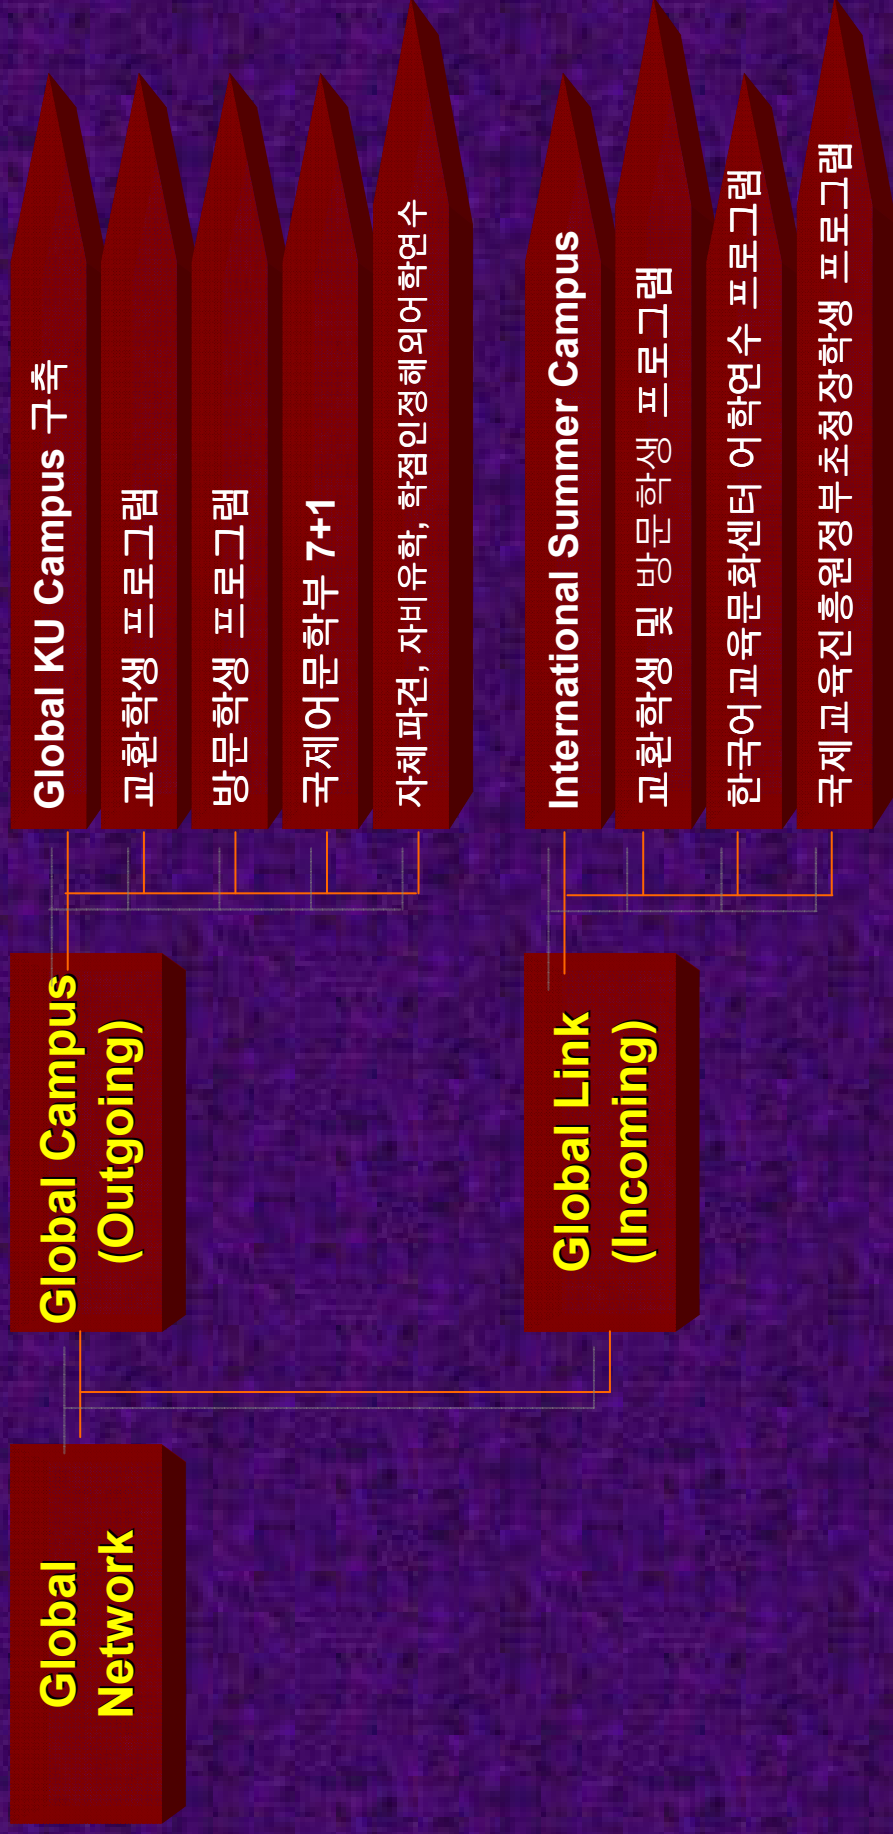 Global
Network
Global Campus
(Outgoing)
Global KU Campus 구축
교환학생 프로그램
방문학생 프로그램
국제어문학부 7+1
자체파견, 자비유학, 학점인정해외어학연수
Global Link
(Incoming)
International Summer Campus
교환학생 및 방문학생 프로그램
한국어교육문화센터 어학연수 프로그램
국제교육진흥원정부초청장학생 프로그램